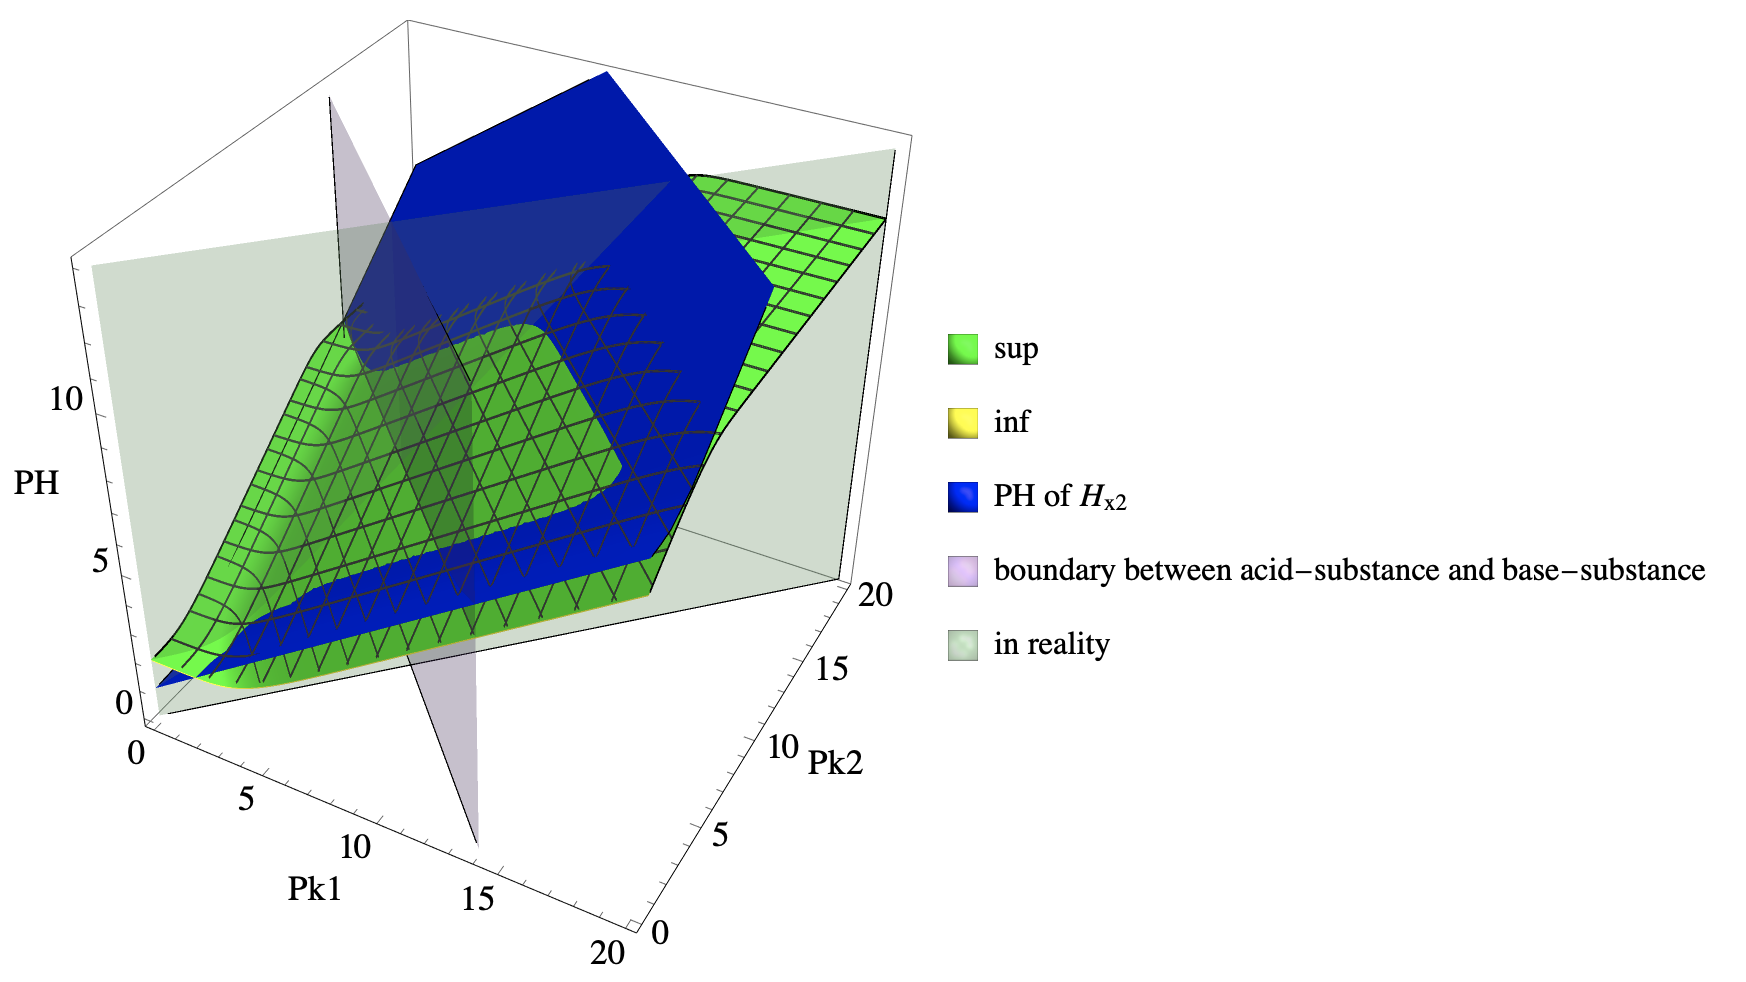 10
PH
5
0
0
5
10
Pk1
15
20
0
5
10
Pk2
15
20
sup
inf
PH of Hx2
boundary between acid−substance and base−substance
in reality